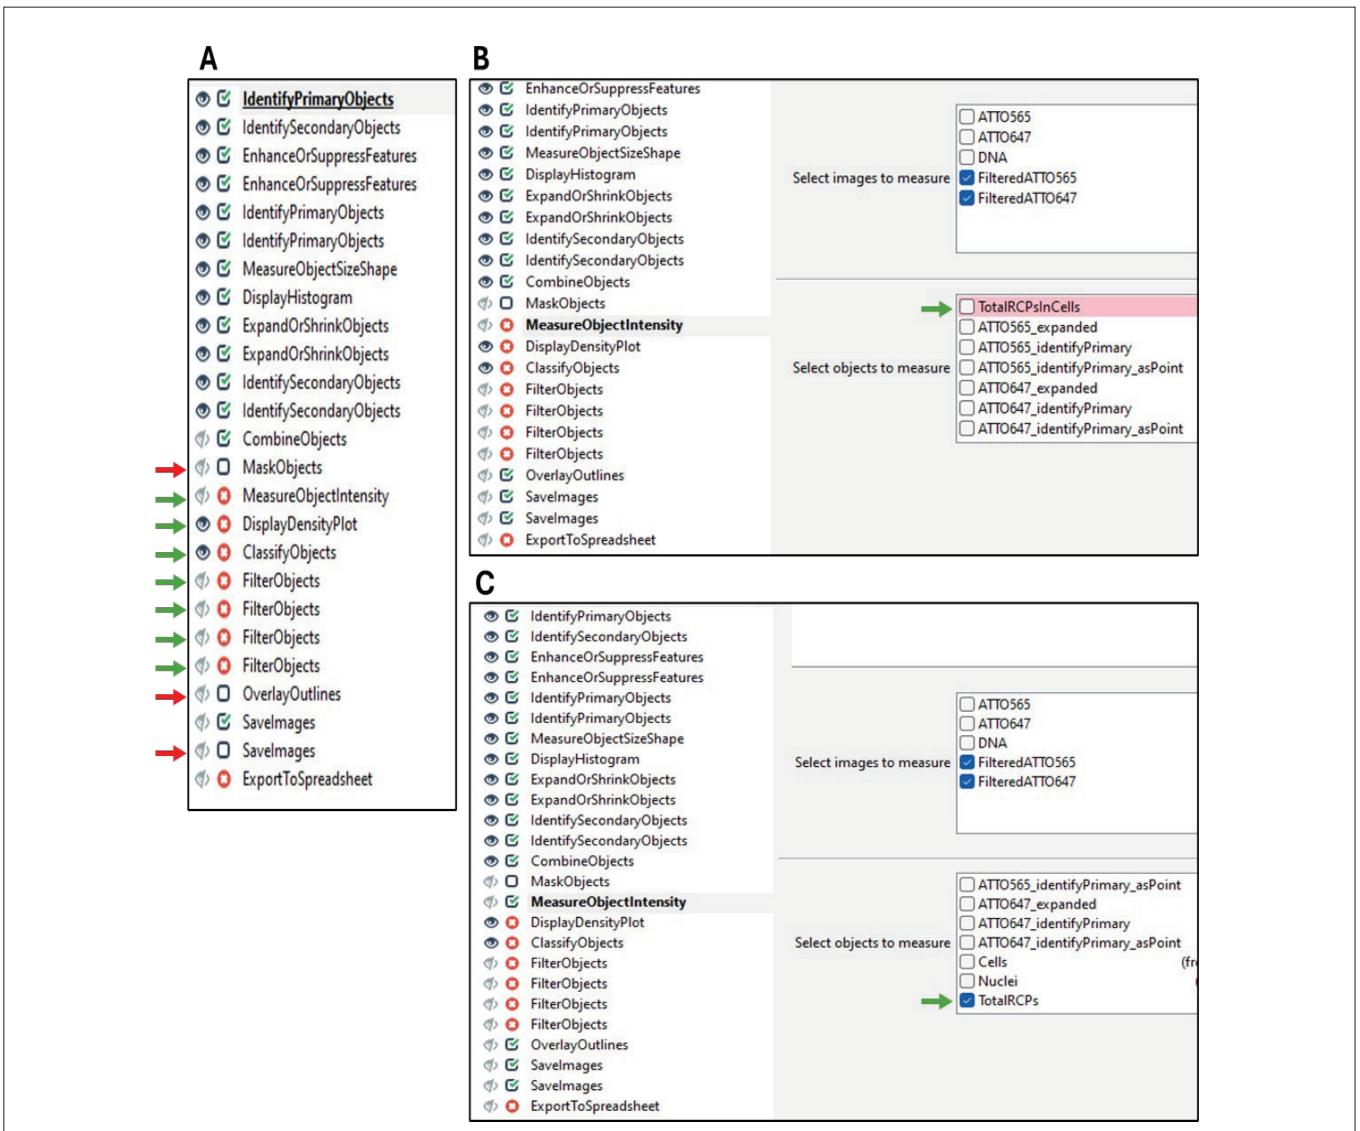 A
IdentifyPrimaryObjects
IdentifySecondaryObjects
EnhanceOrSuppressFeatures
EnhanceOrSuppressFeatures
IdentifyPrimaryObjects
IdentifyPrimaryObjects
MeasureObjectSizeShape
DisplayHistogram
ExpandOrShrinkObjects
ExpandOrShrinkObjects
IdentifySecondaryObjects
IdentifySecondaryObjects
CombineObjects
MaskObjects
MeasureObjectIntensity
DisplayDensityPlot
ClassifyObjects
FilterObjects
FilterObjects
FilterObjects
FilterObjects
OverlayOutlines
SaveImages
SaveImages
ExportToSpreadsheet
B
EnhanceOrSuppressFeatures
IdentifyPrimaryObjects
IdentifyPrimaryObjects
MeasureObjectSizeShape
DisplayHistogram
ExpandOrShrinkObjects
ExpandOrShrinkObjects
IdentifySecondaryObjects
IdentifySecondaryObjects
CombineObjects
MaskObjects
MeasureObjectIntensity
DisplayDensityPlot
ClassifyObjects
FilterObjects
FilterObjects
FilterObjects
FilterObjects
OverlayOutlines
SaveImages
SaveImages
ExportToSpreadsheet
Select images to measure
ATTO565
ATTO647
DNA
FilteredATTO565
FilteredATTO647
Select objects to measure
TotalRCPsInCells
ATTO565_expanded
ATTO565_identifyPrimary
ATTO565_identifyPrimary_asPoint
ATTO647_expanded
ATTO647_identifyPrimary
ATTO647_identifyPrimary_asPoint
C
IdentifyPrimaryObjects
IdentifySecondaryObjects
EnhanceOrSuppressFeatures
EnhanceOrSuppressFeatures
IdentifyPrimaryObjects
IdentifyPrimaryObjects
MeasureObjectSizeShape
DisplayHistogram
ExpandOrShrinkObjects
ExpandOrShrinkObjects
IdentifySecondaryObjects
IdentifySecondaryObjects
CombineObjects
MaskObjects
MeasureObjectIntensity
DisplayDensityPlot
ClassifyObjects
FilterObjects
FilterObjects
FilterObjects
FilterObjects
OverlayOutlines
SaveImages
SaveImages
ExportToSpreadsheet
Select images to measure
ATTO565
ATTO647
DNA
FilteredATTO565
FilteredATTO647
Select objects to measure
ATTO565_identifyPrimary_asPoint
ATTO647_expanded
ATTO647_identifyPrimary
ATTO647_identifyPrimary_asPoint
Cells
Nuclei
TotalRCPs